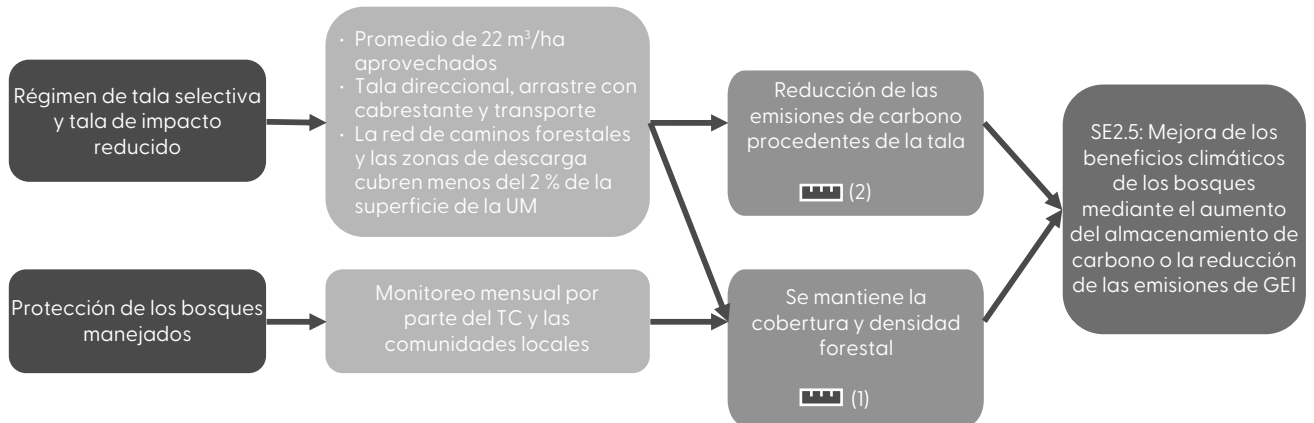 Régimen de tala selectiva
y tala de impacto
reducido
· Promedio de 22 m³/ha
aprovechados
· Tala direccional, arrastre con
cabrestante y transporte
· La red de caminos forestales
y las zonas de descarga
cubren menos del 2 % de la
superficie de la UM
Reducción de las
emisiones de carbono
procedentes de la tala
(2)
SE2.5: Mejora de los
beneficios climáticos
de los bosques
mediante el aumento
del almacenamiento de
carbono o la reducción
de las emisiones de GEI
Protección de los bosques
manejados
Monitoreo mensual por
parte del TC y las
comunidades locales
Se mantiene la
cobertura y densidad
forestal
(1)